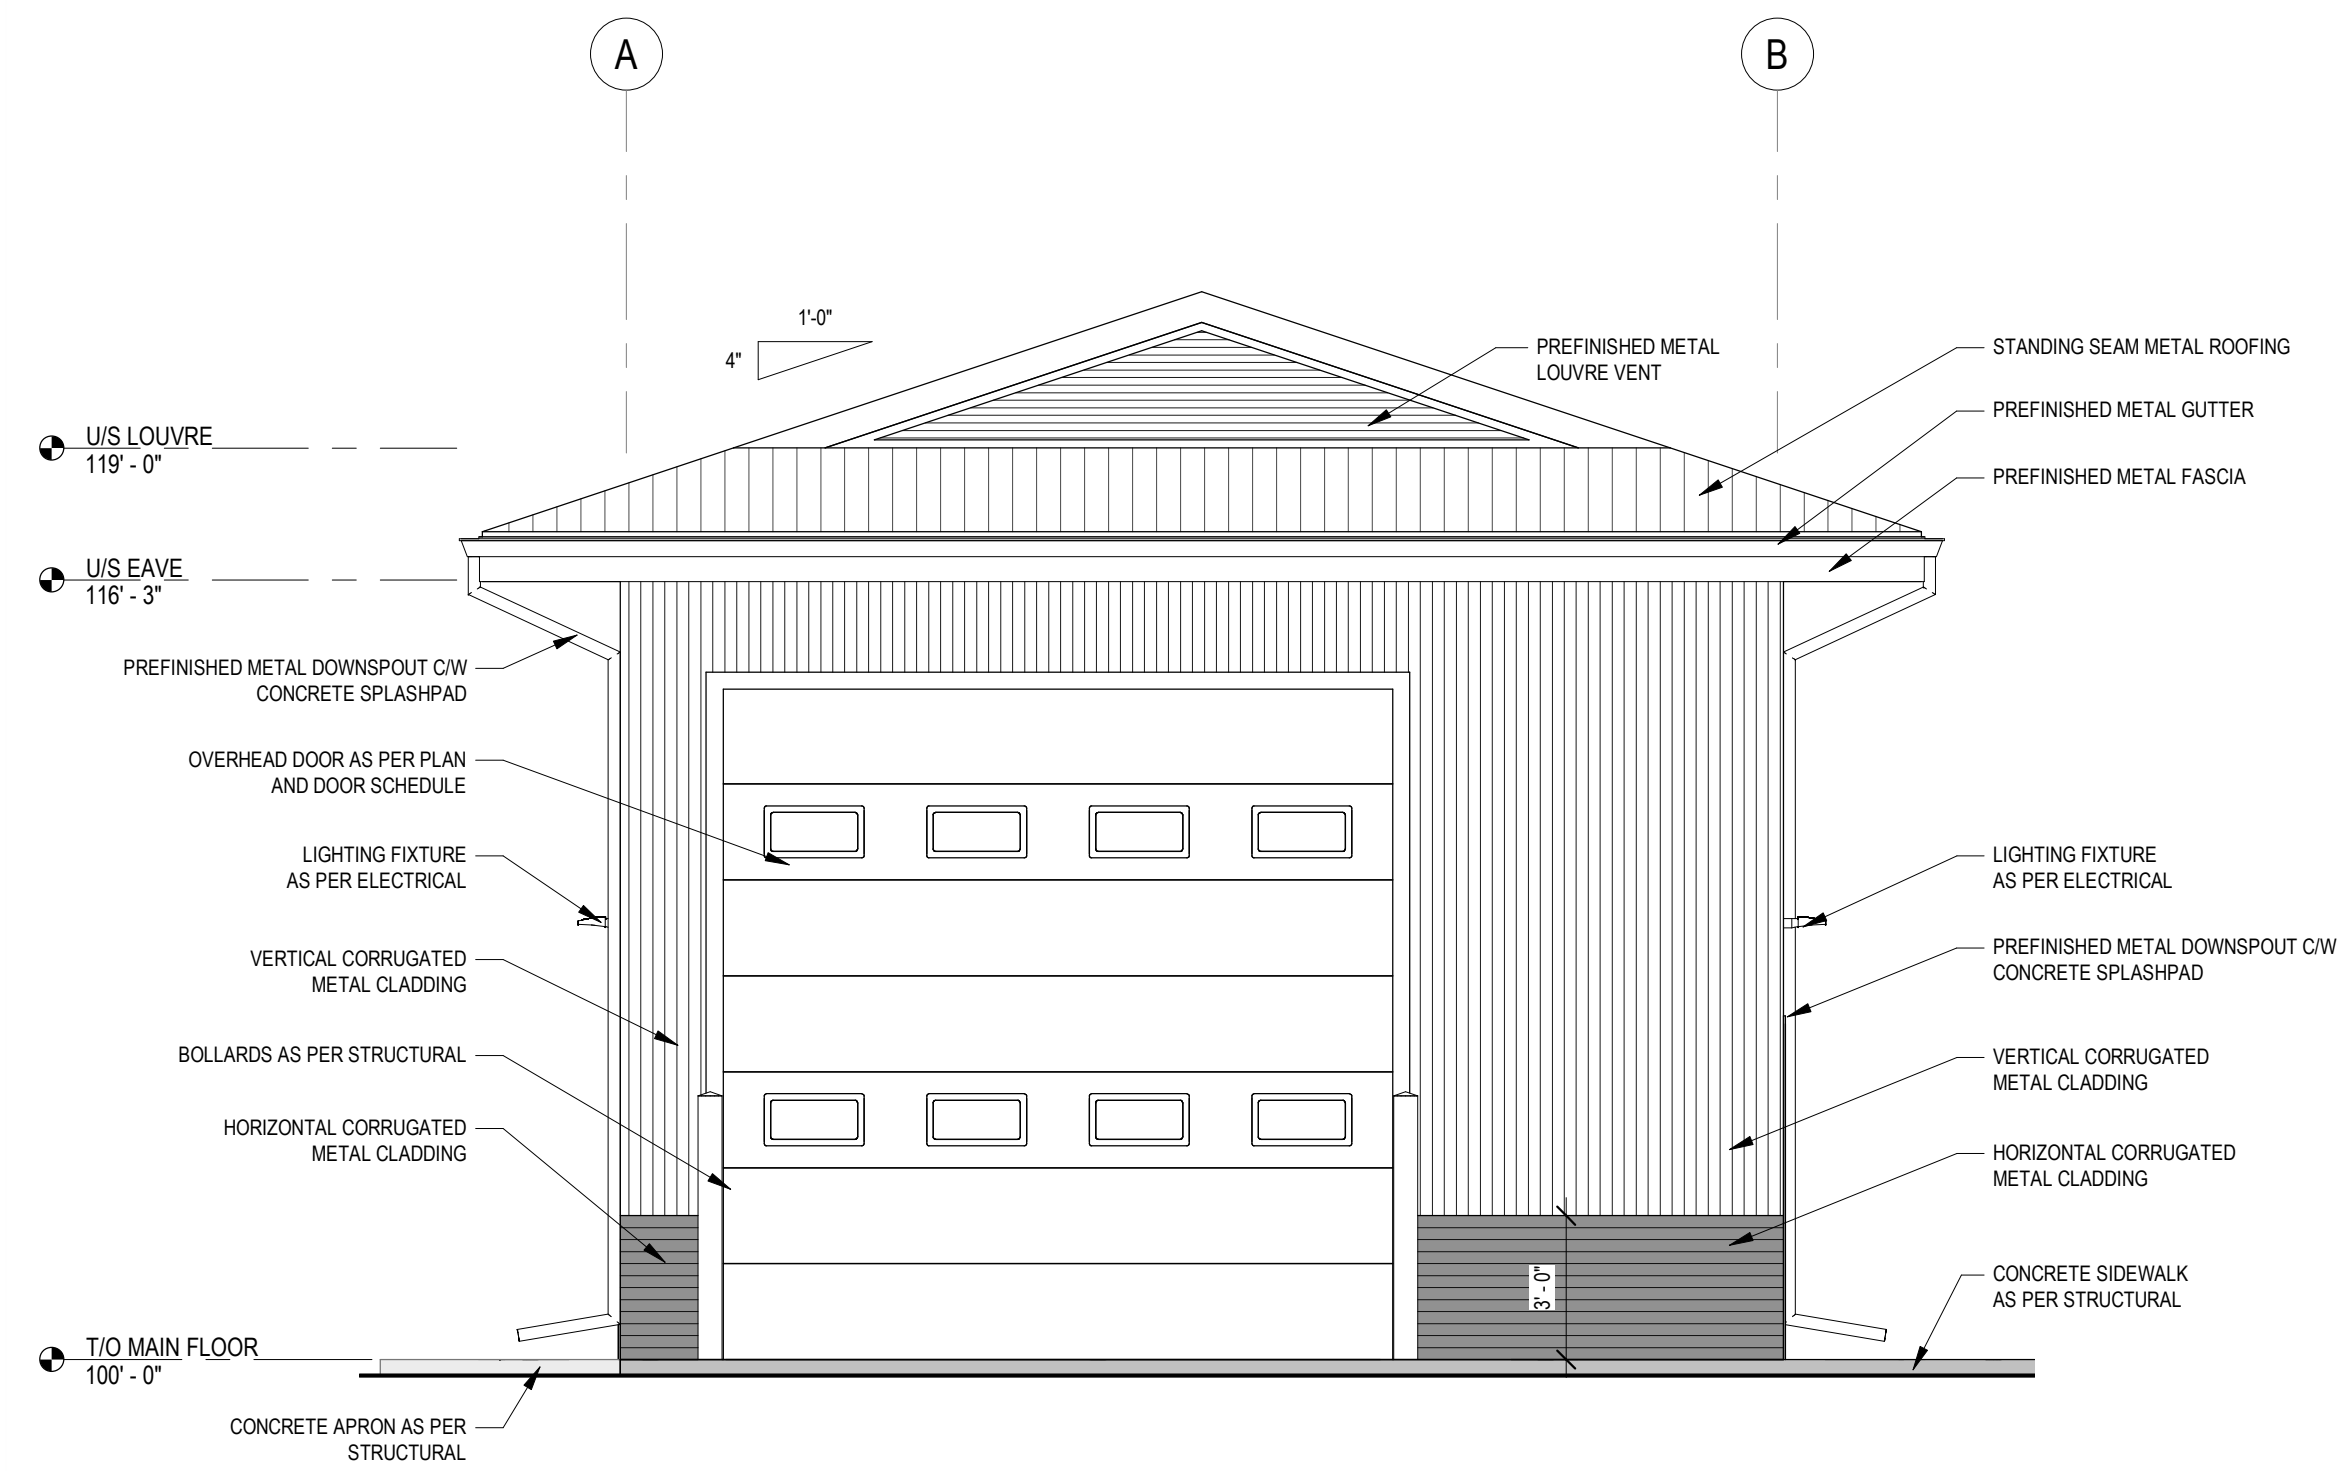 A
B
1'-0"
4"
PREFINISHED METAL
LOUVRE VENT
STANDING SEAM METAL ROOFING
PREFINISHED METAL GUTTER
PREFINISHED METAL FASCIA
U/S LOUVRE
119' - 0"
U/S EAVE
116' - 3"
PREFINISHED METAL DOWNSPOUT C/W
CONCRETE SPLASHPAD
OVERHEAD DOOR AS PER PLAN
AND DOOR SCHEDULE
LIGHTING FIXTURE
AS PER ELECTRICAL
VERTICAL CORRUGATED
METAL CLADDING
BOLLARDS AS PER STRUCTURAL
HORIZONTAL CORRUGATED
METAL CLADDING
LIGHTING FIXTURE
AS PER ELECTRICAL
PREFINISHED METAL DOWNSPOUT C/W
CONCRETE SPLASHPAD
VERTICAL CORRUGATED
METAL CLADDING
HORIZONTAL CORRUGATED
METAL CLADDING
3' - 0"
CONCRETE SIDEWALK
AS PER STRUCTURAL
T/O MAIN FLOOR
100' - 0"
CONCRETE APRON AS PER
STRUCTURAL